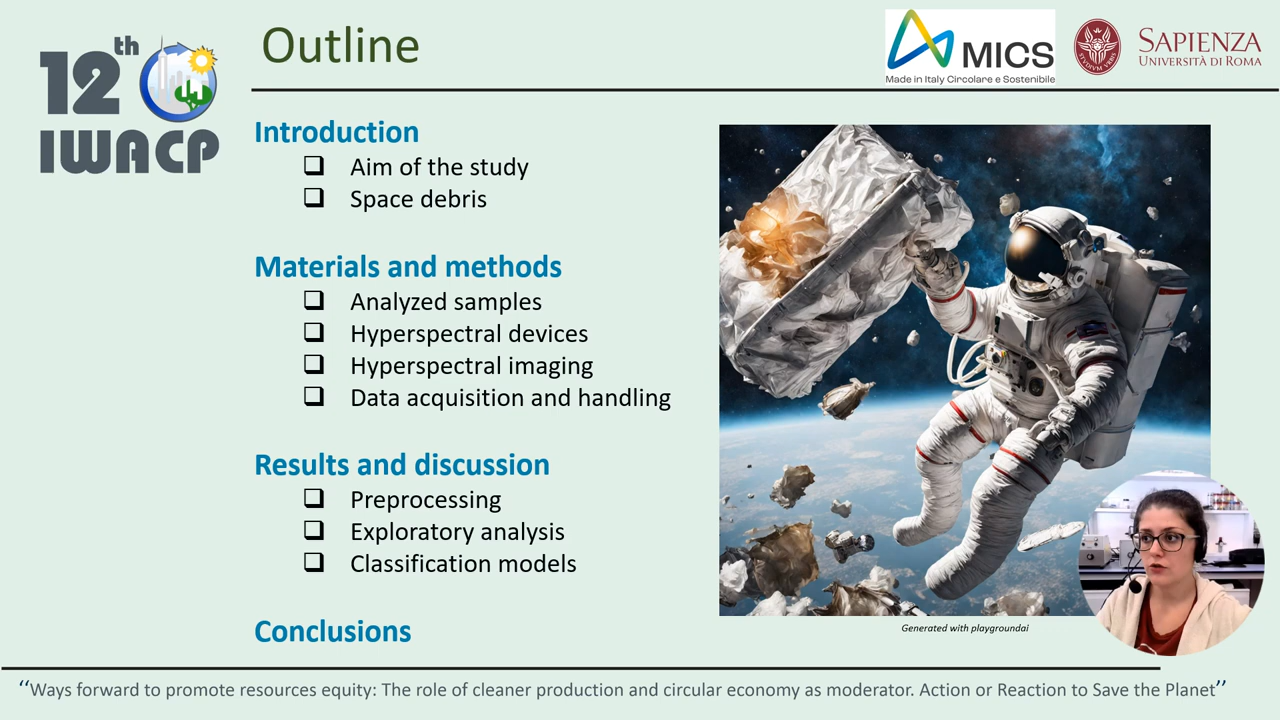 12th
IWACP
Outline
MICS
Made in Italy Circolare e Sostenibile
SAPIENZA
UNIVERSITÀ DI ROMA
Introduction
❑ Aim of the study
❑ Space debris
Materials and methods
❑ Analyzed samples
❑ Hyperspectral devices
❑ Hyperspectral imaging
❑ Data acquisition and handling
Results and discussion
❑ Preprocessing
❑ Exploratory analysis
❑ Classification models
Conclusions
Generated with playgroundai
“Ways forward to promote resources equity: The role of cleaner production and circular economy as moderator. Action or Reaction to Save the Planet”